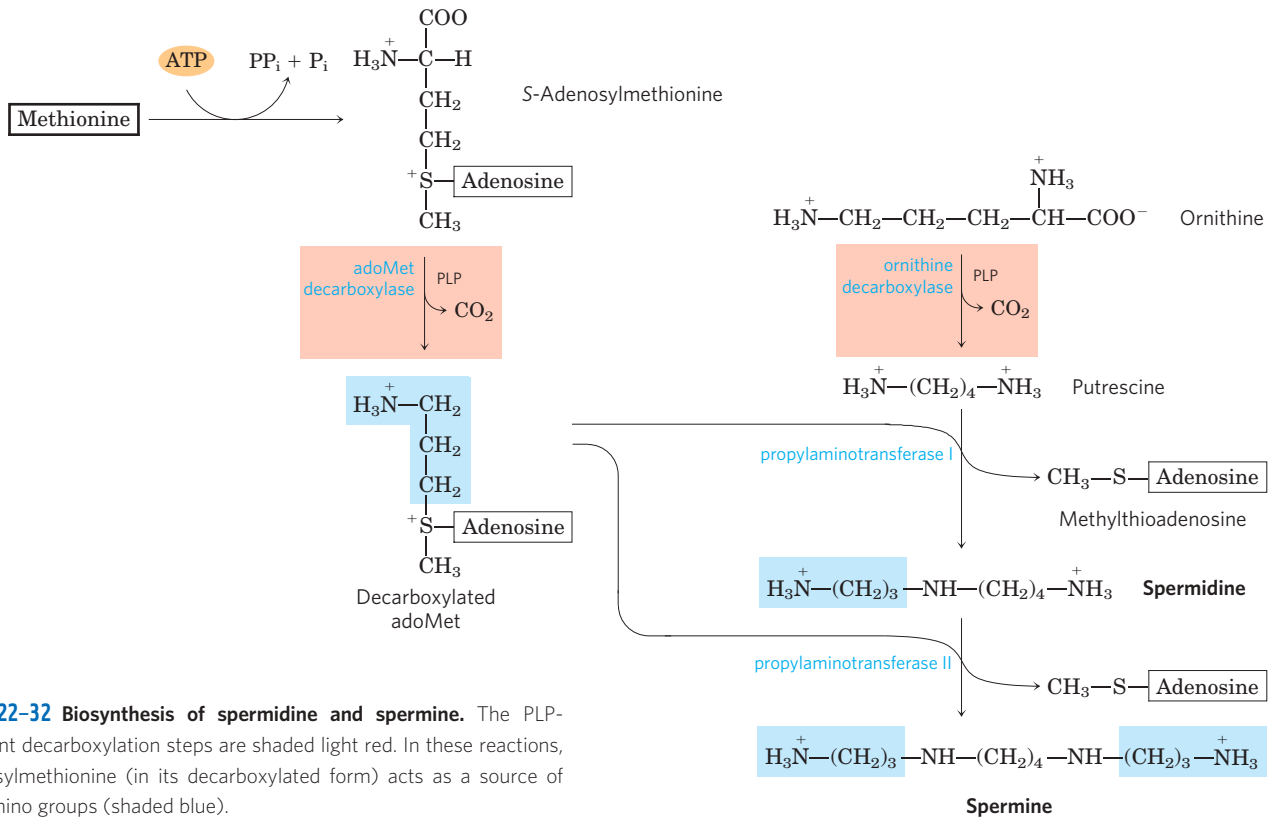 COO
H₃N⁺—C—H
ATP
PPᵢ + Pᵢ
CH₂
S-Adenosylmethionine
Methionine
CH₂
⁺S—Adenosine
CH₃
⁺NH₃
H₃N⁺—CH₂—CH₂—CH₂—CH—COO⁻
Ornithine
adoMet
decarboxylase
PLP
CO₂
ornithine
decarboxylase
PLP
CO₂
H₃N⁺—(CH₂)₄—N⁺H₃
Putrescine
H₃N⁺—CH₂
CH₂
CH₂
⁺S—Adenosine
CH₃
Decarboxylated
adoMet
propylaminotransferase I
CH₃—S—Adenosine
Methylthioadenosine
H₃N⁺—(CH₂)₃—NH—(CH₂)₄—N⁺H₃
Spermidine
propylaminotransferase II
CH₃—S—Adenosine
H₃N⁺—(CH₂)₃—NH—(CH₂)₄—NH—(CH₂)₃—N⁺H₃
Spermine
22–32 Biosynthesis of spermidine and spermine. The PLP-
nt decarboxylation steps are shaded light red. In these reactions,
sylmethionine (in its decarboxylated form) acts as a source of
nino groups (shaded blue).